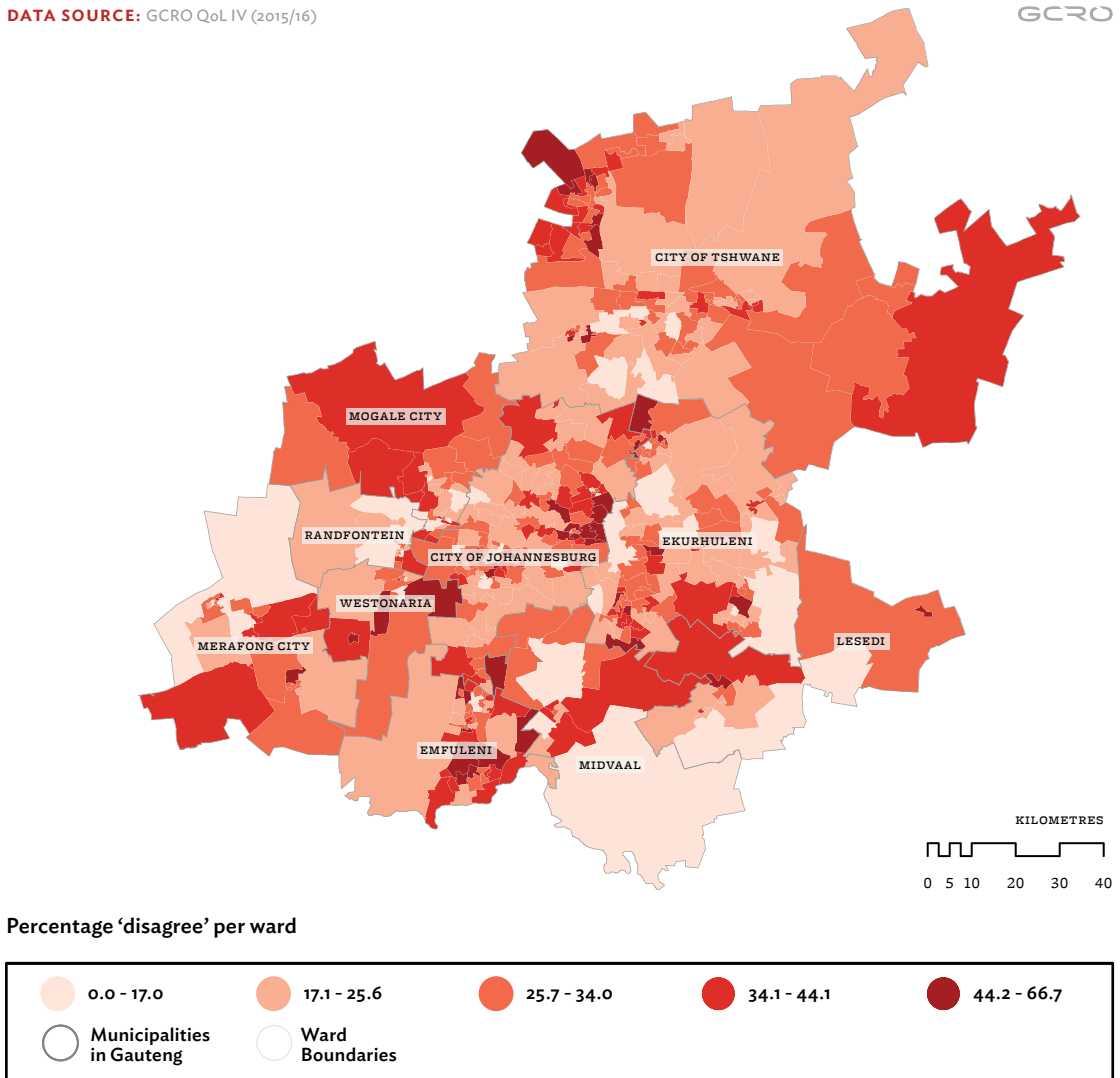 DATA SOURCE: GCRO QoL IV (2015/16)
GCRO
CITY OF TSHWANE
MOGALE CITY
RANDFONTEIN
CITY OF JOHANNESBURG
EKURHULENI
WESTONARIA
MERAFONG CITY
LESEDI
EMFULENI
MIDVAAL
KILOMETRES
0 5 10 20 30 40
Percentage ‘disagree’ per ward
0.0 - 17.0
17.1 - 25.6
25.7 - 34.0
34.1 - 44.1
44.2 - 66.7
Municipalities
in Gauteng
Ward
Boundaries